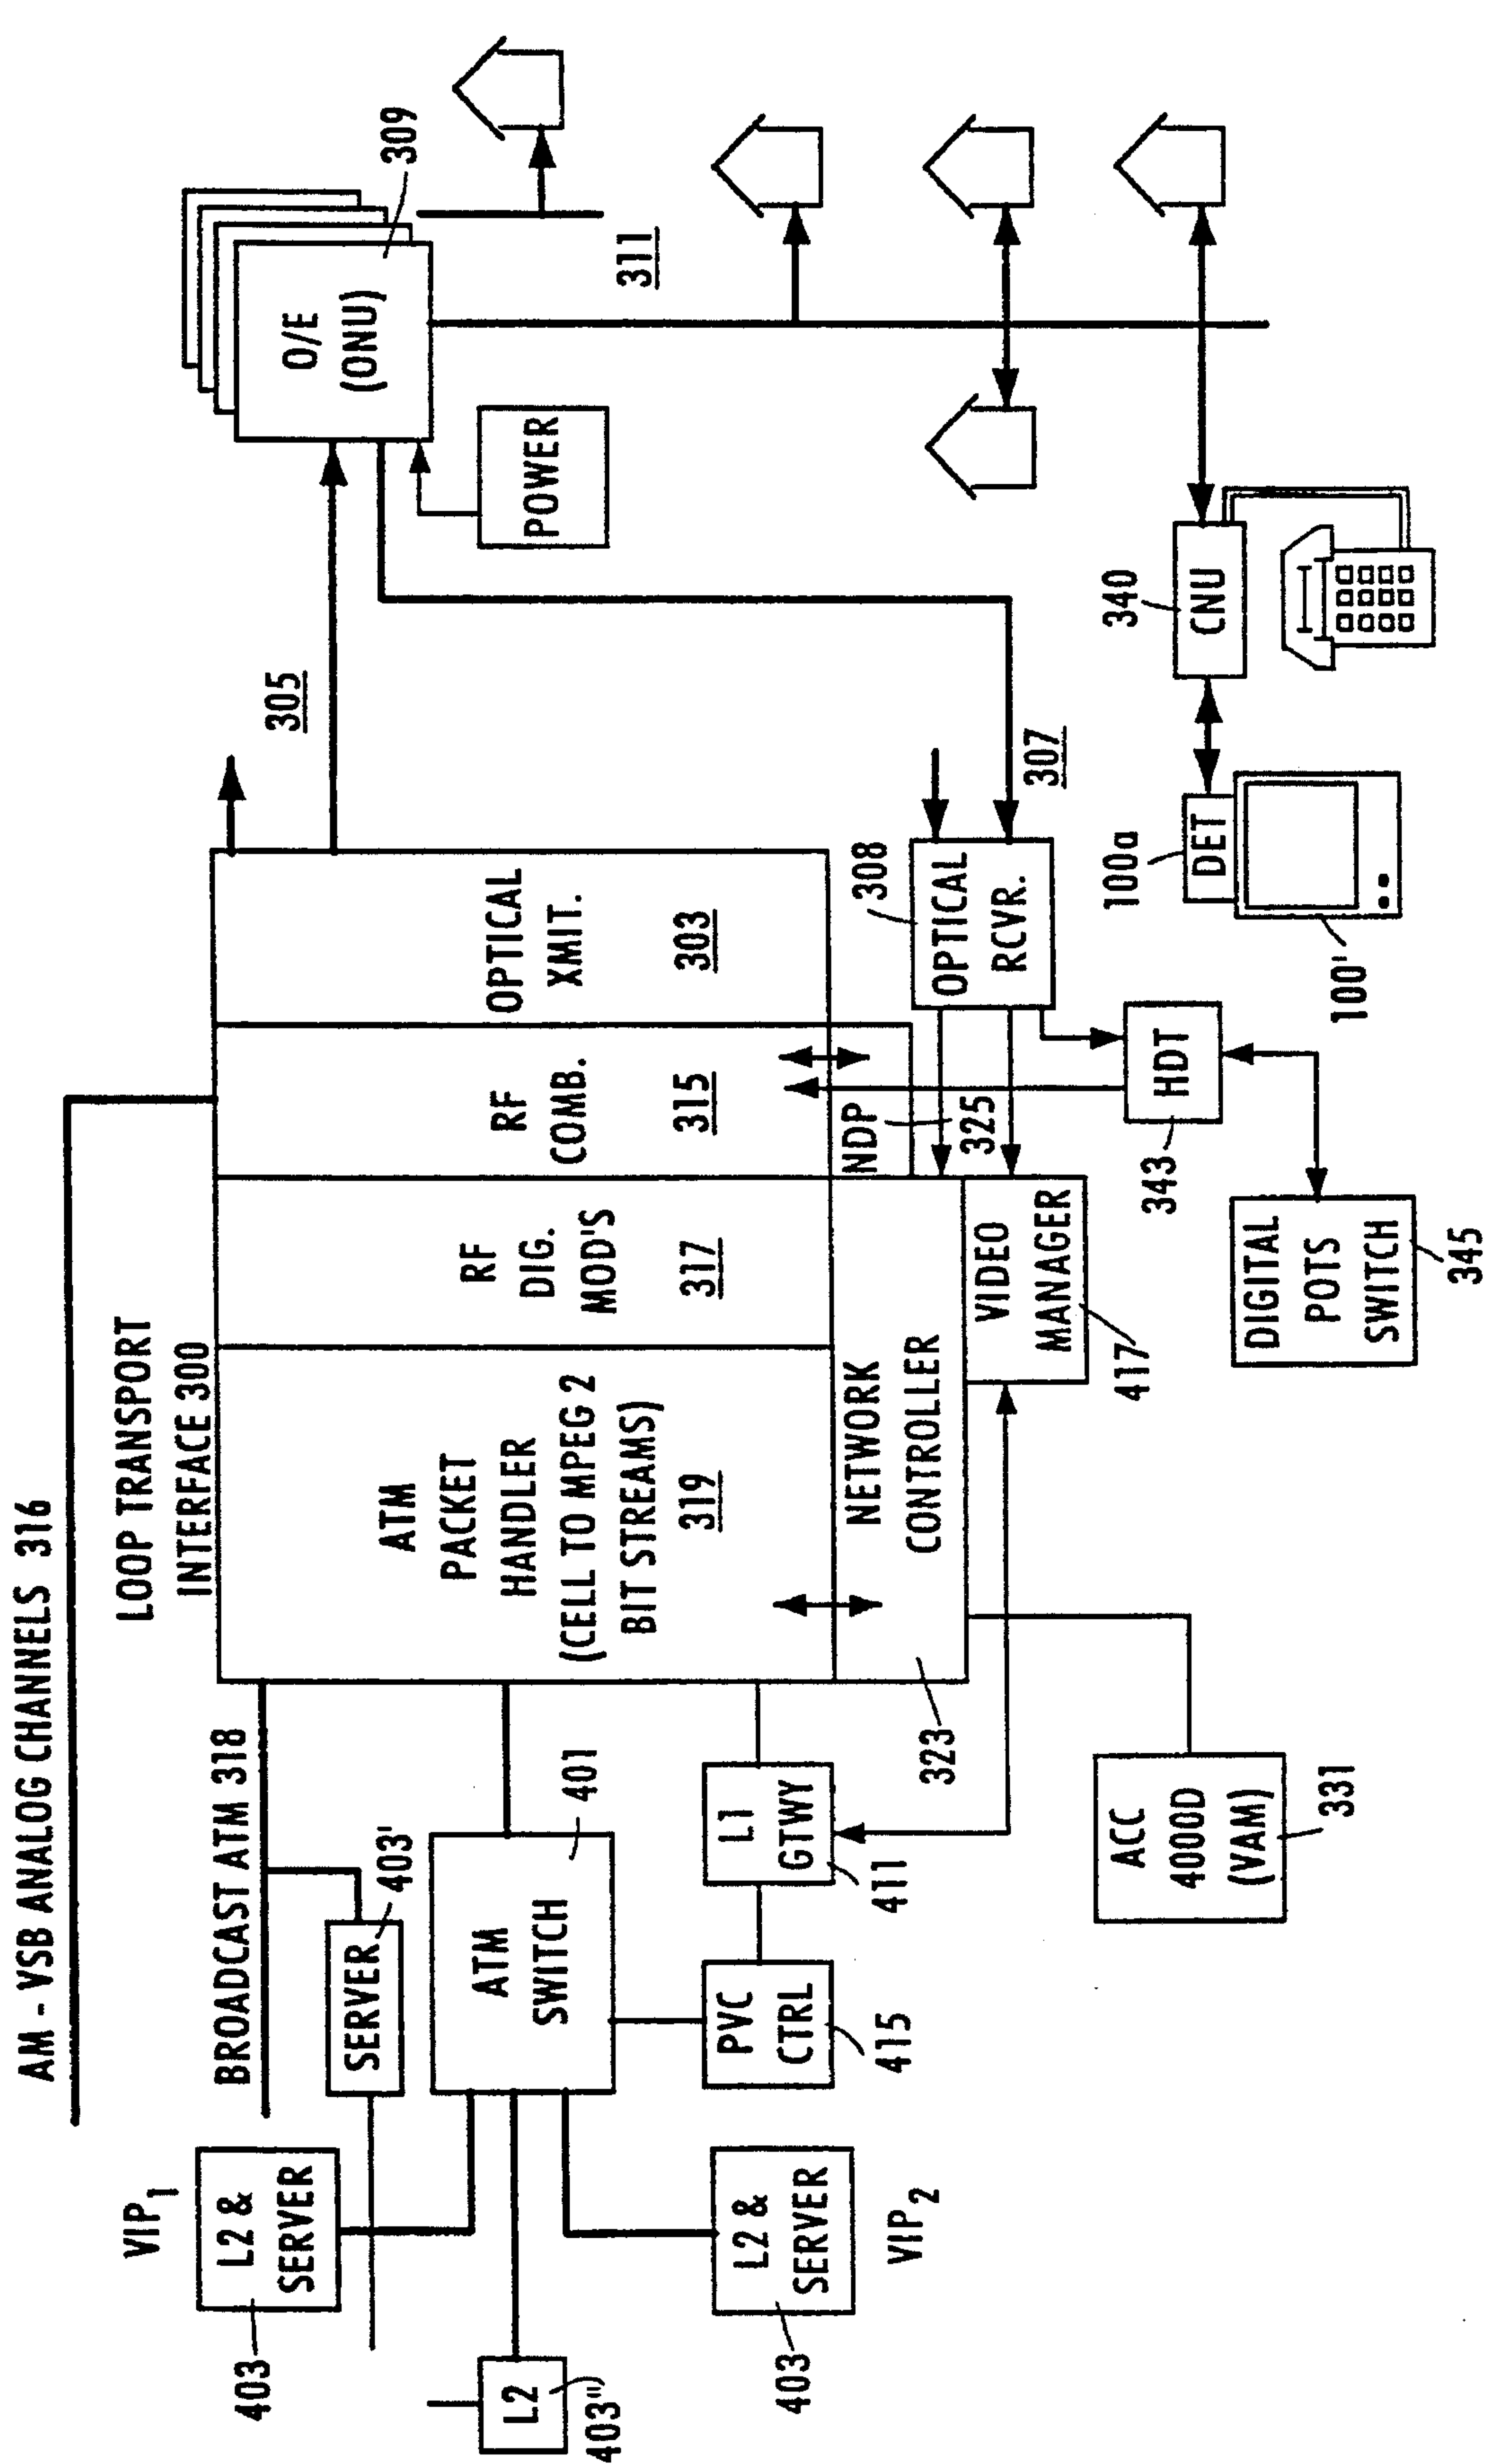 AM - VSB ANALOG CHANNELS 316
LOOP TRANSPORT
INTERFACE 300
BROADCAST ATM 318
VIP1
L2 &
SERVER
403
SERVER
403'
ATM
SWITCH
401
L2
403"
L2 &
SERVER
403
VIP2
PVC
CTRL
415
L1
GTWY
411
ATM
PACKET
HANDLER
(CELL TO MPEG 2
BIT STREAMS)
319
RF
DIG.
MOD'S
317
RF
COMB.
315
OPTICAL
XMIT.
303
NETWORK
CONTROLLER
323
NDP
325
VIDEO
MANAGER
417
ACC
4000D
(VAM)
331
OPTICAL
RCVR.
308
HDT
343
DIGITAL
POTS
SWITCH
345
305
307
O/E
(ONU)
309
POWER
311
CNU
340
DET
100a
100'